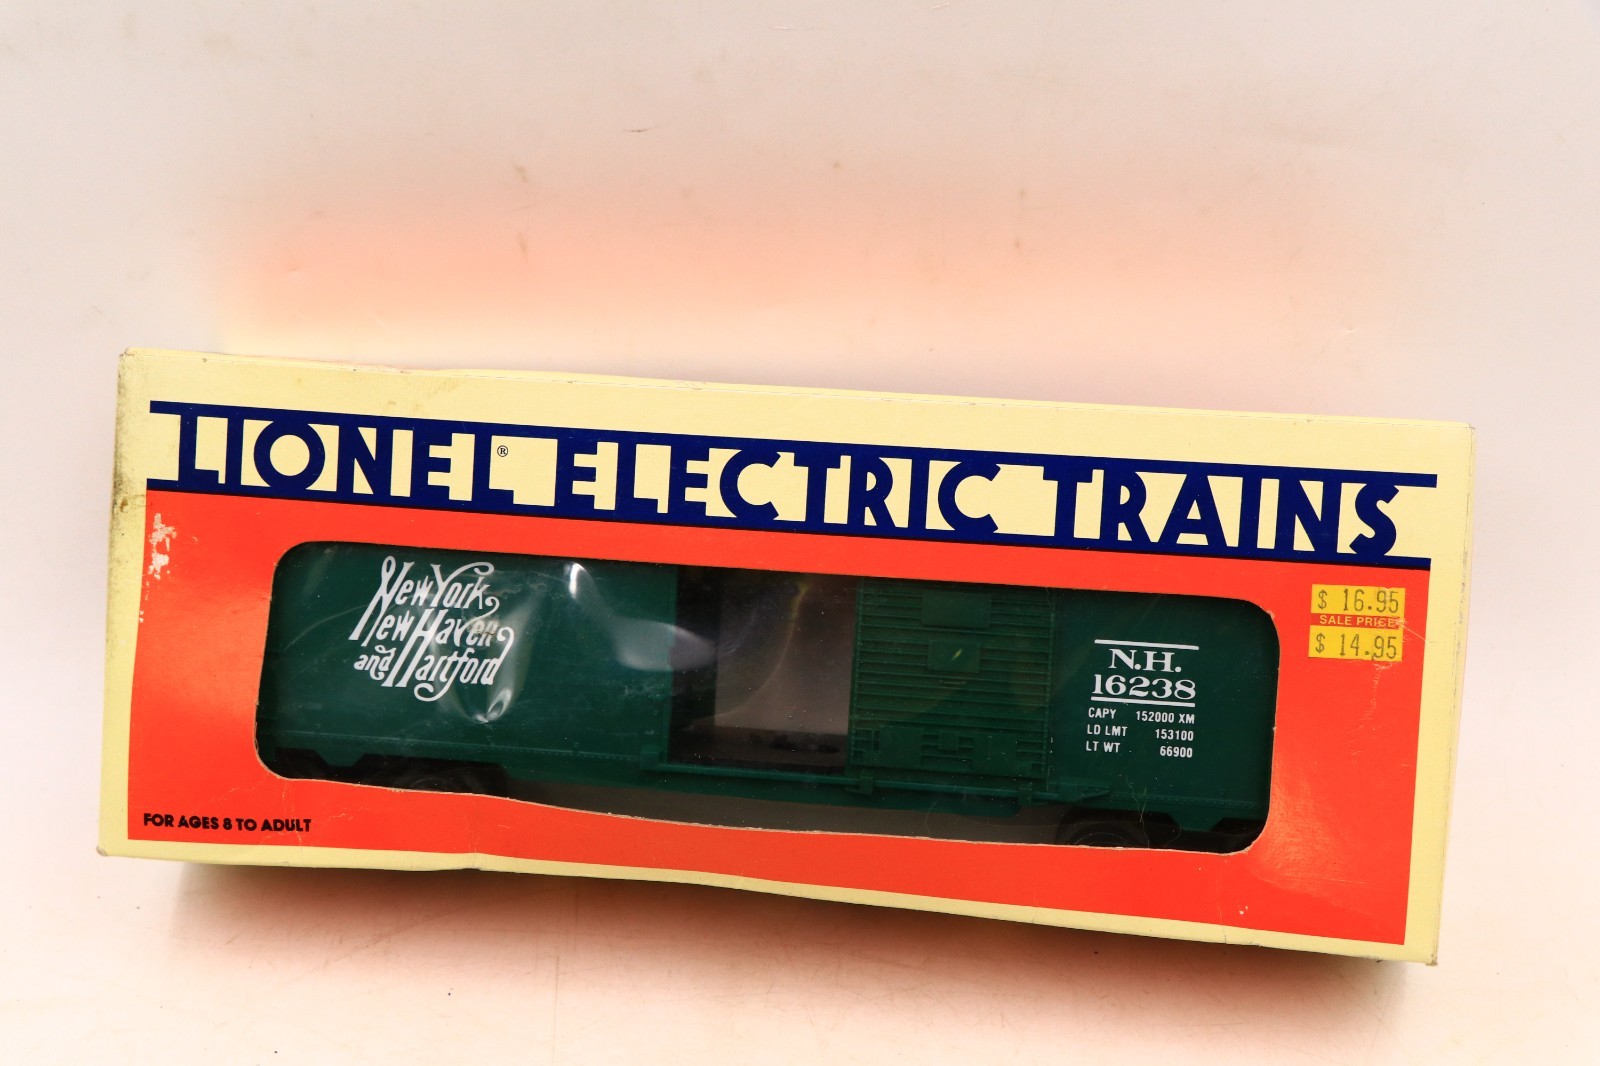 LIONEL® ELECTRIC TRAINS
New York,
New Haven
and Hartford
N.H.
16238
CAPY 152000 XM
LD LMT 153100
LT WT 66900
$ 16.95
SALE PRICE
$ 14.95
FOR AGES 8 TO ADULT